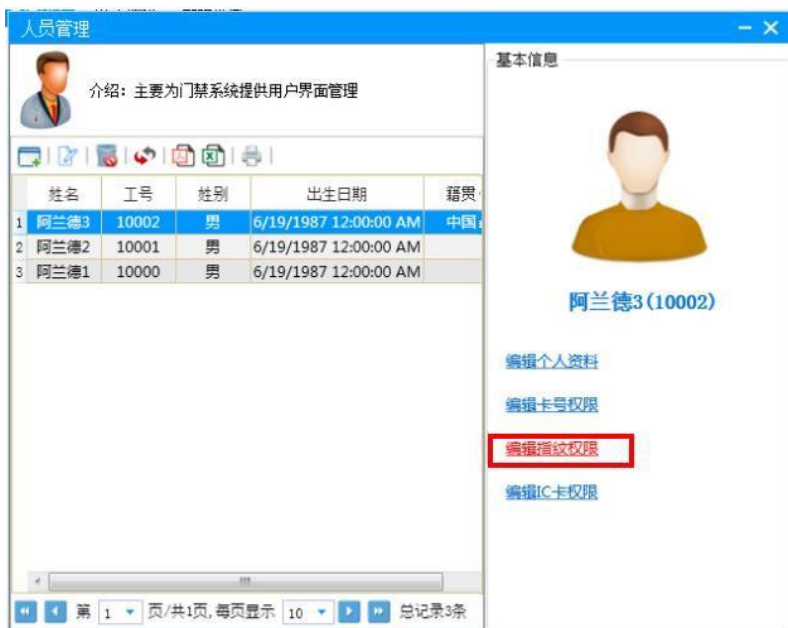 人员管理
介绍：主要为门禁系统提供用户界面管理
姓名 工号 姓别 出生日期 籍贯
1 阿兰德3 10002 男 6/19/1987 12:00:00 AM 中国
2 阿兰德2 10001 男 6/19/1987 12:00:00 AM
3 阿兰德1 10000 男 6/19/1987 12:00:00 AM
第 1 页/共1页,每页显示 10 总记录3条
基本信息
阿兰德3(10002)
编辑个人资料
编辑卡号权限
编辑指纹权限
编辑IC卡权限